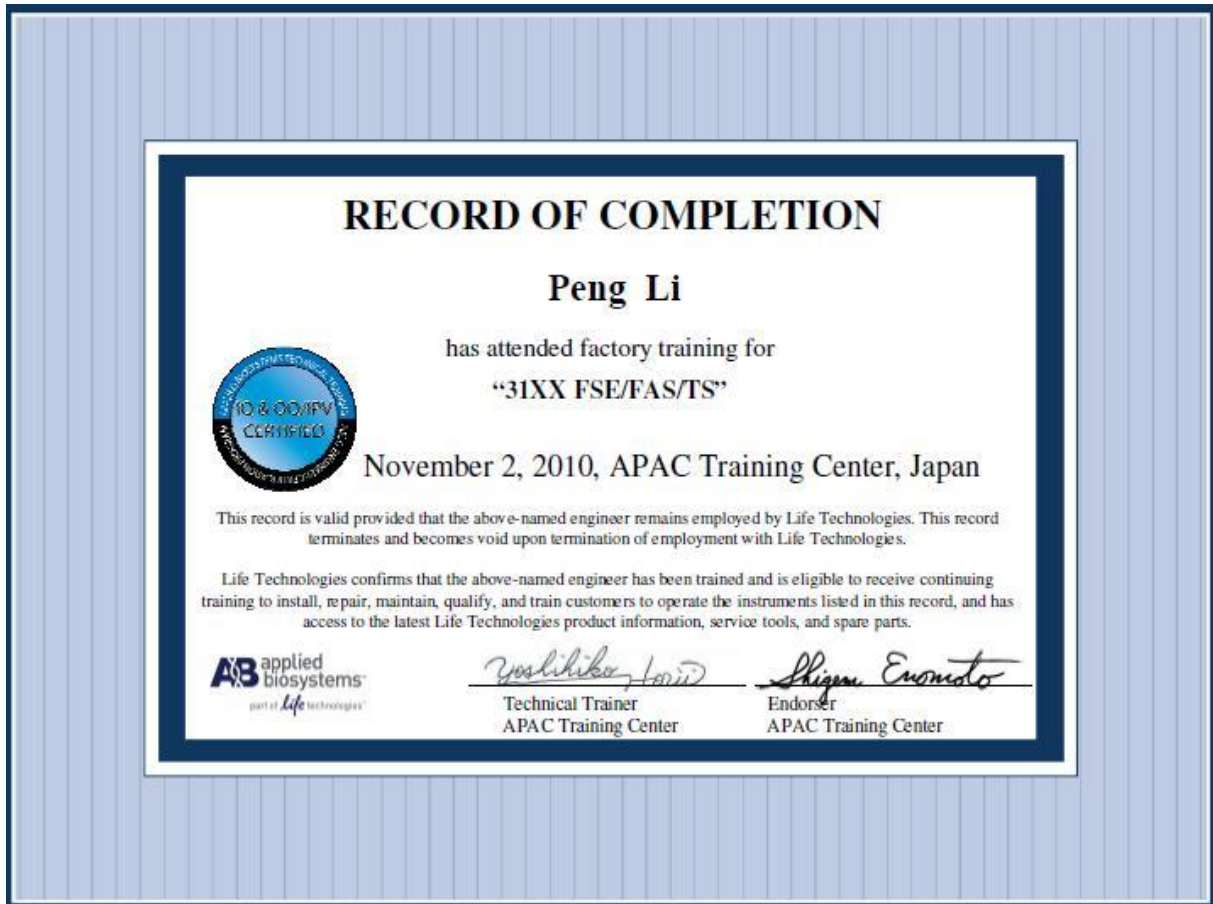 RECORD OF COMPLETION
Peng Li
has attended factory training for
“31XX FSE/FAS/TS”
IQ & OQ/IPV
CERTIFIED
November 2, 2010, APAC Training Center, Japan
This record is valid provided that the above-named engineer remains employed by Life Technologies. This record
terminates and becomes void upon termination of employment with Life Technologies.
Life Technologies confirms that the above-named engineer has been trained and is eligible to receive continuing
training to install, repair, maintain, qualify, and train customers to operate the instruments listed in this record, and has
access to the latest Life Technologies product information, service tools, and spare parts.
AB applied
biosystems
part of life technologies
Yoshihiko Horii
Shigeru Enomoto
Technical Trainer
APAC Training Center
Endorser
APAC Training Center